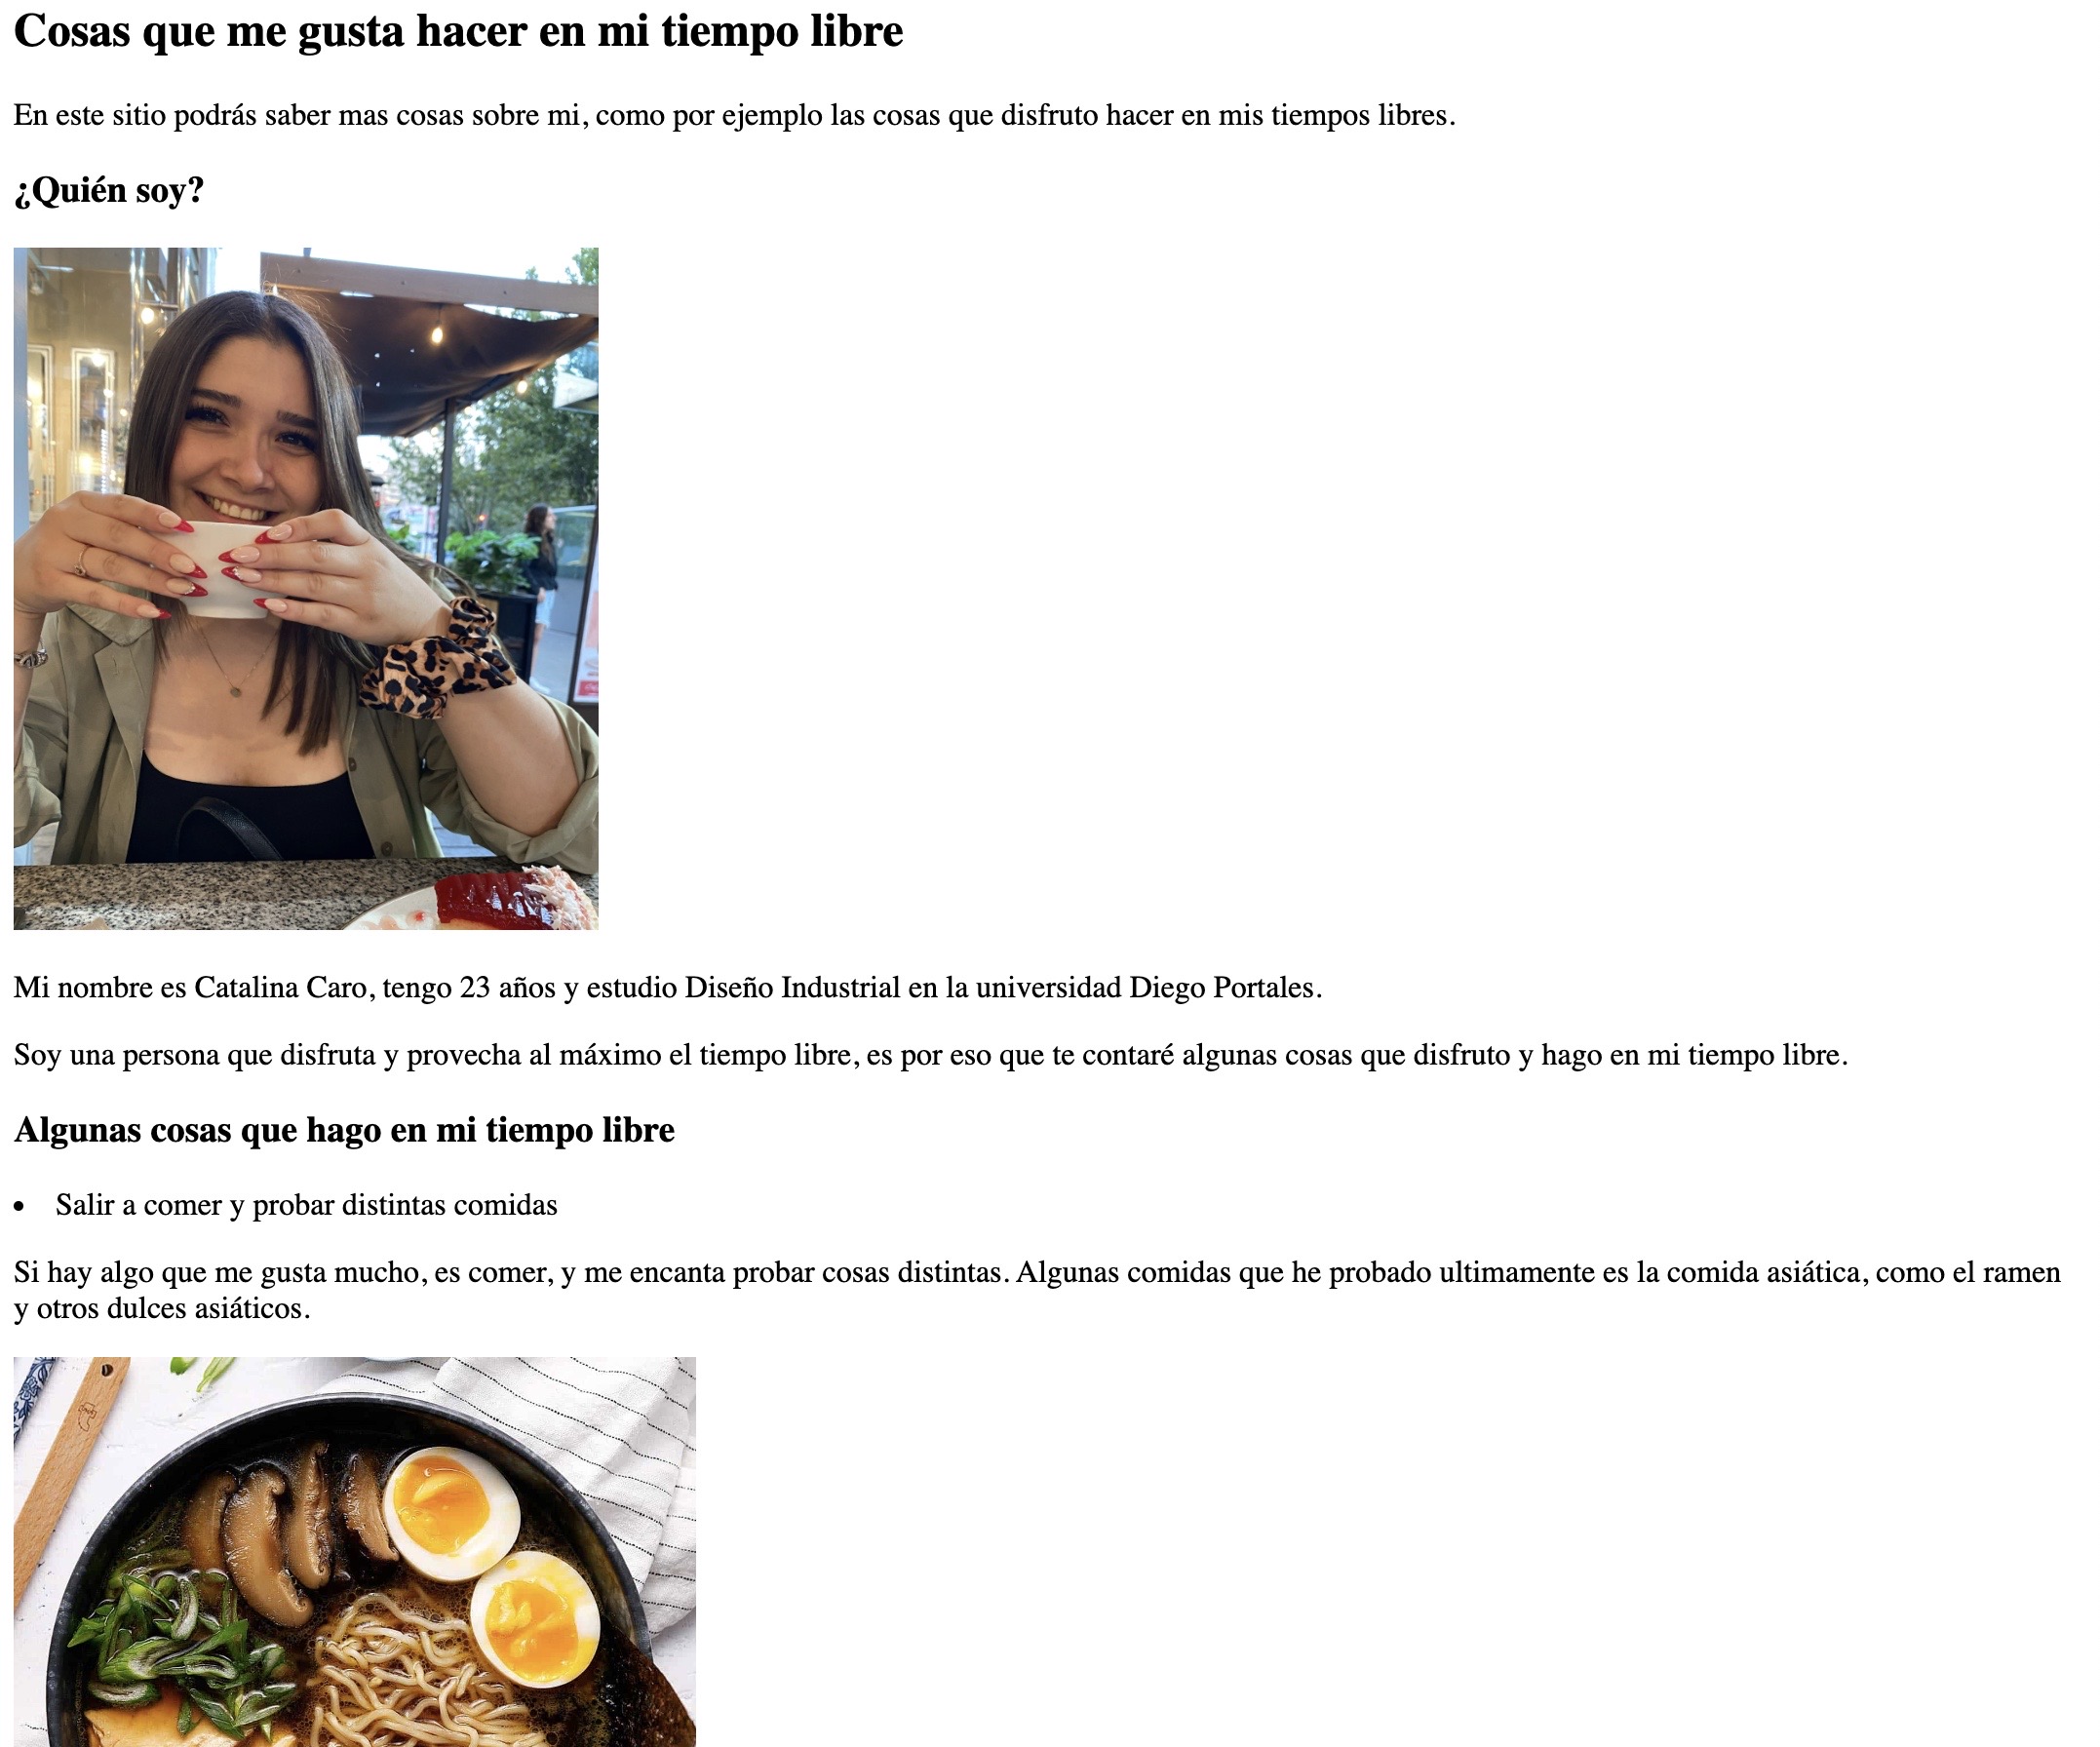 Cosas que me gusta hacer en mi tiempo libre
En este sitio podrás saber mas cosas sobre mi, como por ejemplo las cosas que disfruto hacer en mis tiempos libres.
¿Quién soy?
Mi nombre es Catalina Caro, tengo 23 años y estudio Diseño Industrial en la universidad Diego Portales.
Soy una persona que disfruta y provecha al máximo el tiempo libre, es por eso que te contaré algunas cosas que disfruto y hago en mi tiempo libre.
Algunas cosas que hago en mi tiempo libre
• Salir a comer y probar distintas comidas
Si hay algo que me gusta mucho, es comer, y me encanta probar cosas distintas. Algunas comidas que he probado ultimamente es la comida asiática, como el ramen
y otros dulces asiáticos.